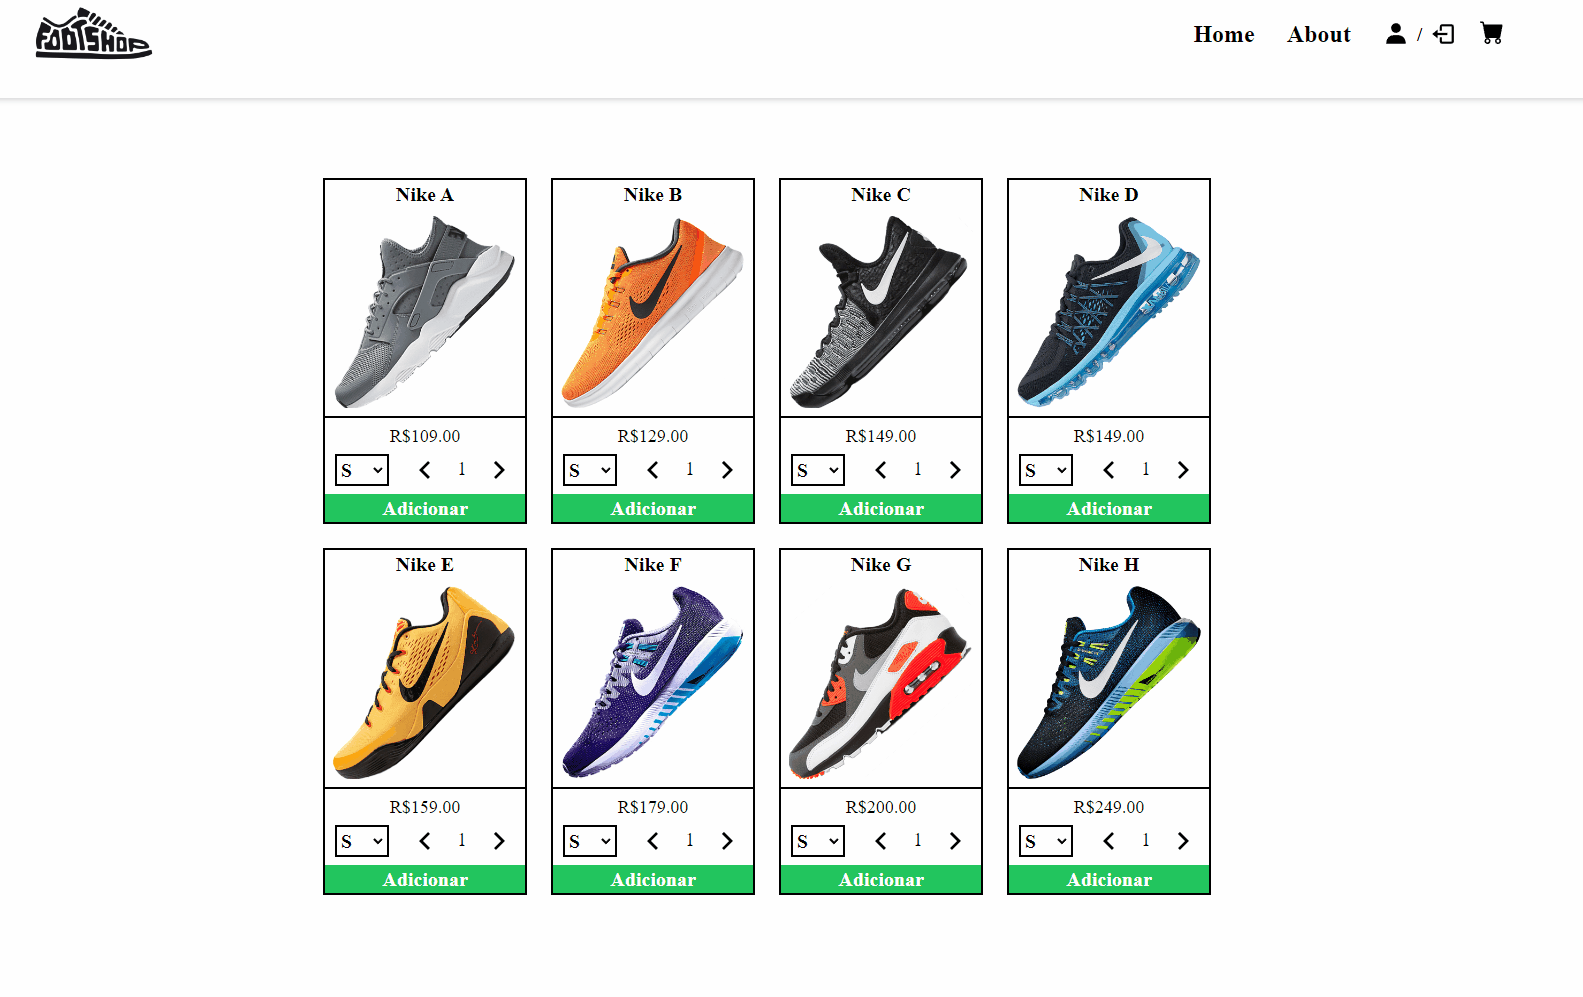 FOOTSHOP
Home About /
Nike A Nike B Nike C Nike D
R$109.00 R$129.00 R$149.00 R$149.00
S 1 S 1 S 1 S 1
Adicionar Adicionar Adicionar Adicionar
Nike E Nike F Nike G Nike H
R$159.00 R$179.00 R$200.00 R$249.00
S 1 S 1 S 1 S 1
Adicionar Adicionar Adicionar Adicionar